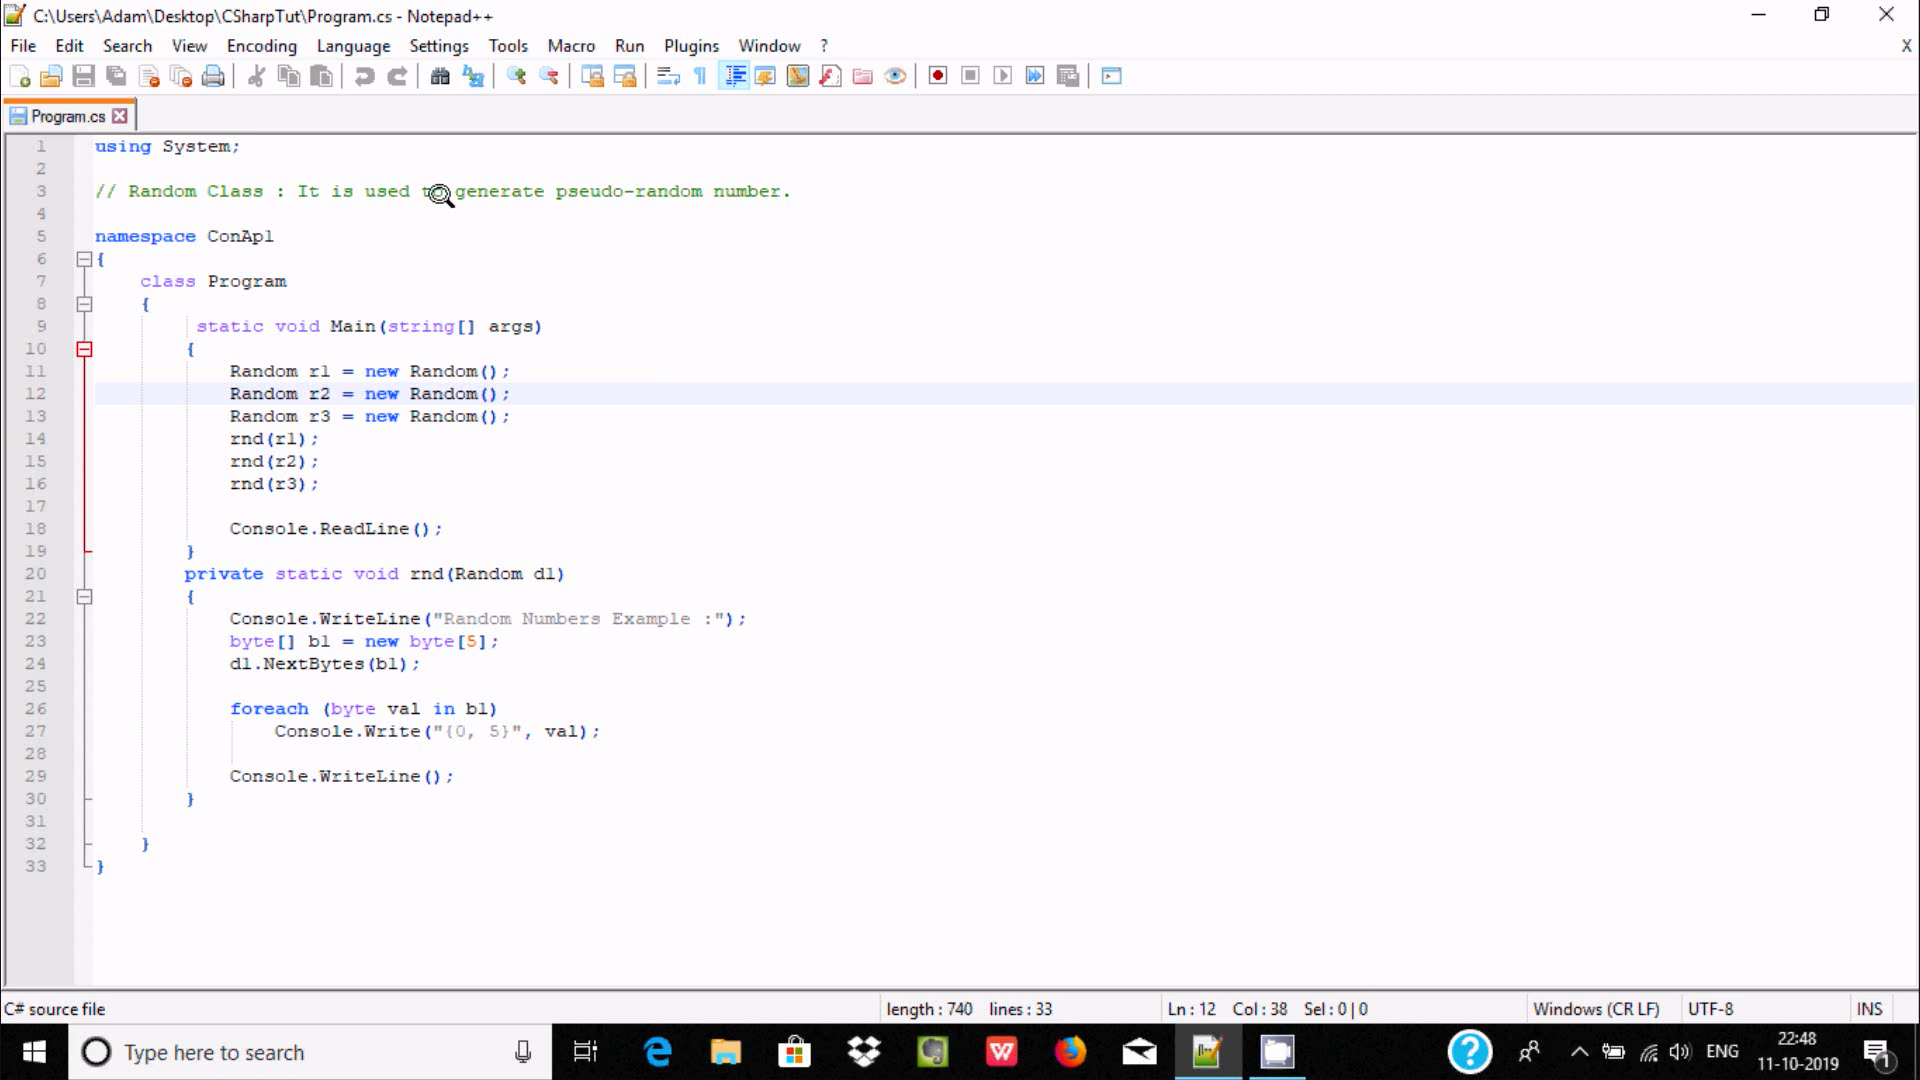 C:\Users\Adam\Desktop\CSharpTut\Program.cs - Notepad++
File Edit Search View Encoding Language Settings Tools Macro Run Plugins Window ? X
Program.cs
1 using System;
2
3 // Random Class : It is used to generate pseudo-random number.
4
5 namespace ConApl
6 {
7 class Program
8 {
9 static void Main(string[] args)
10 {
11 Random r1 = new Random();
12 Random r2 = new Random();
13 Random r3 = new Random();
14 rnd(r1);
15 rnd(r2);
16 rnd(r3);
17
18 Console.ReadLine();
19 }
20 private static void rnd(Random d1)
21 {
22 Console.WriteLine("Random Numbers Example :");
23 byte[] b1 = new byte[5];
24 d1.NextBytes(b1);
25
26 foreach (byte val in b1)
27 Console.Write("{0, 5}", val);
28
29 Console.WriteLine();
30 }
31
32 }
33 }
C# source file length : 740 lines : 33 Ln : 12 Col : 38 Sel : 0 | 0 Windows (CR LF) UTF-8 INS
Type here to search ENG 22:48
11-10-2019 1